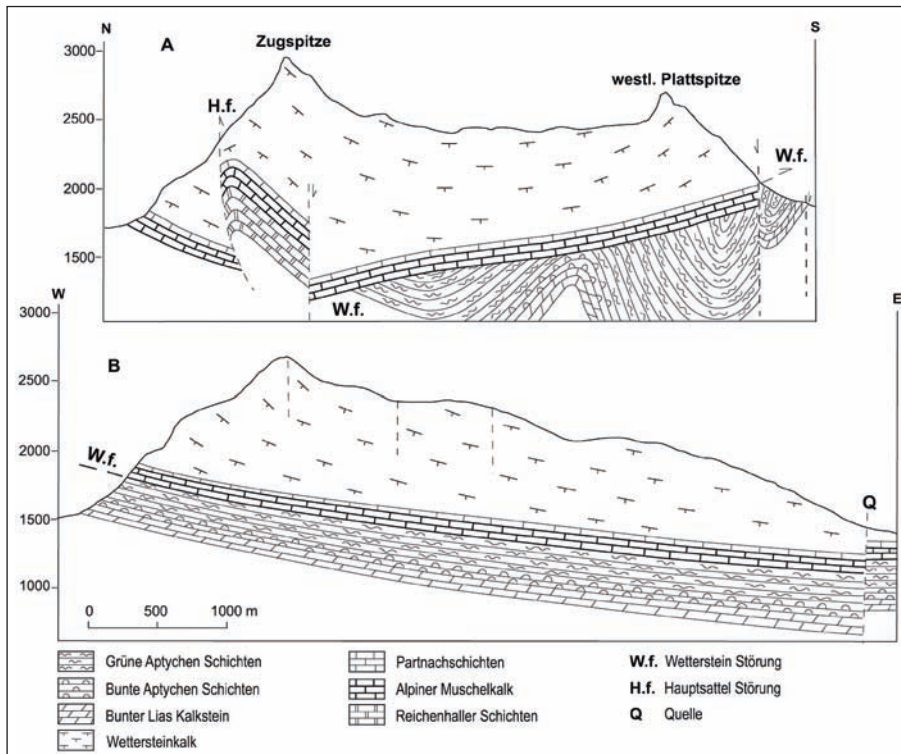 N
S
A
Zugspitze
westl. Plattspitze
3000
2500
2000
1500
H.f.
W.f.
W.f.
W
E
B
3000
2500
2000
1500
1000
W.f.
Q
0 500 1000 m
Grüne Aptychen Schichten
Bunte Aptychen Schichten
Bunter Lias Kalkstein
Wettersteinkalk
Partnachschichten
Alpiner Muschelkalk
Reichenhaller Schichten
W.f. Wetterstein Störung
H.f. Hauptsattel Störung
Q Quelle